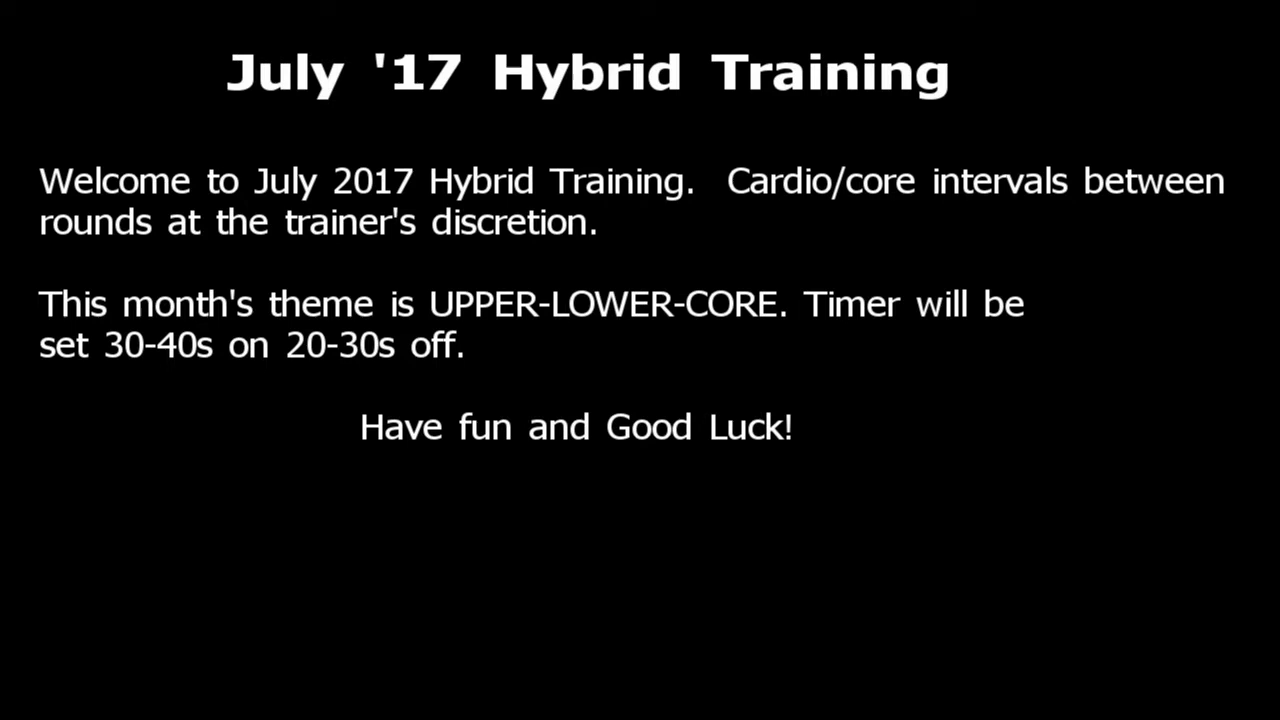 July '17 Hybrid Training
Welcome to July 2017 Hybrid Training.  Cardio/core intervals between
rounds at the trainer's discretion.
This month's theme is UPPER-LOWER-CORE. Timer will be
set 30-40s on 20-30s off.
Have fun and Good Luck!